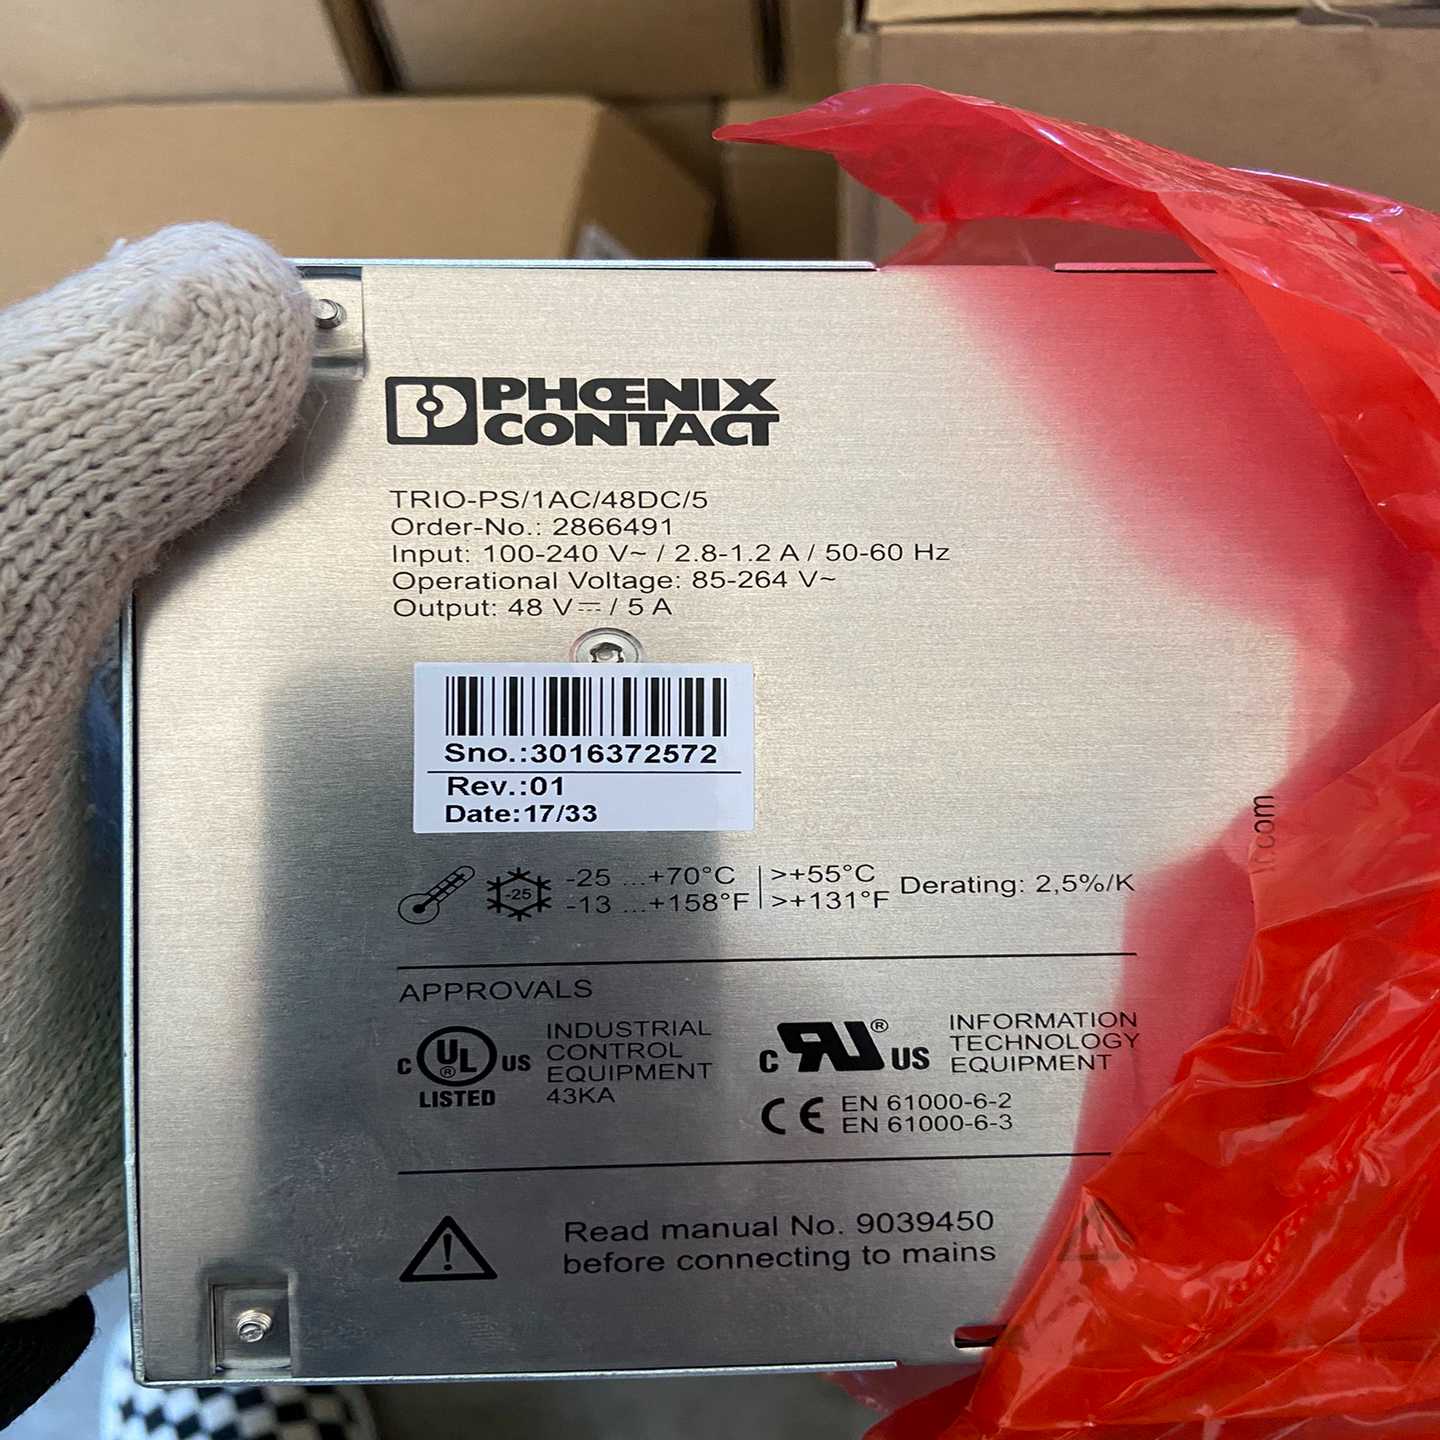 PHŒNIX
CONTACT
TRIO-PS/1AC/48DC/5
Order-No.: 2866491
Input: 100-240 V~ / 2.8-1.2 A / 50-60 Hz
Operational Voltage: 85-264 V~
Output: 48 V⎓ / 5 A
Sno.:3016372572
Rev.:01
Date:17/33
-25 -25 ...+70°C | >+55°C
-13 ...+158°F | >+131°F
Derating: 2,5%/K
APPROVALS
C UL ® US
LISTED
INDUSTRIAL
CONTROL
EQUIPMENT
43KA
C RU ® US
INFORMATION
TECHNOLOGY
EQUIPMENT
CE EN 61000-6-2
EN 61000-6-3
! Read manual No. 9039450
before connecting to mains
.com